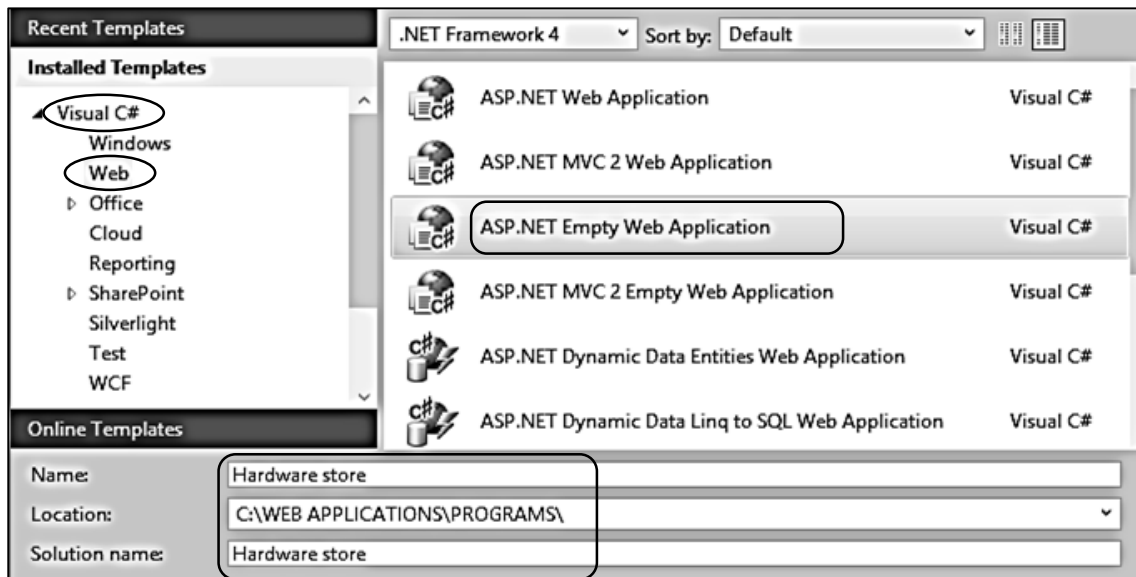 Recent Templates
.NET Framework 4
Sort by: Default
Installed Templates
Visual C#
Windows
Web
Office
Cloud
Reporting
SharePoint
Silverlight
Test
WCF
ASP.NET Web Application Visual C#
ASP.NET MVC 2 Web Application Visual C#
ASP.NET Empty Web Application Visual C#
ASP.NET MVC 2 Empty Web Application Visual C#
ASP.NET Dynamic Data Entities Web Application Visual C#
ASP.NET Dynamic Data Linq to SQL Web Application Visual C#
Online Templates
Name: Hardware store
Location: C:\WEB APPLICATIONS\PROGRAMS\
Solution name: Hardware store